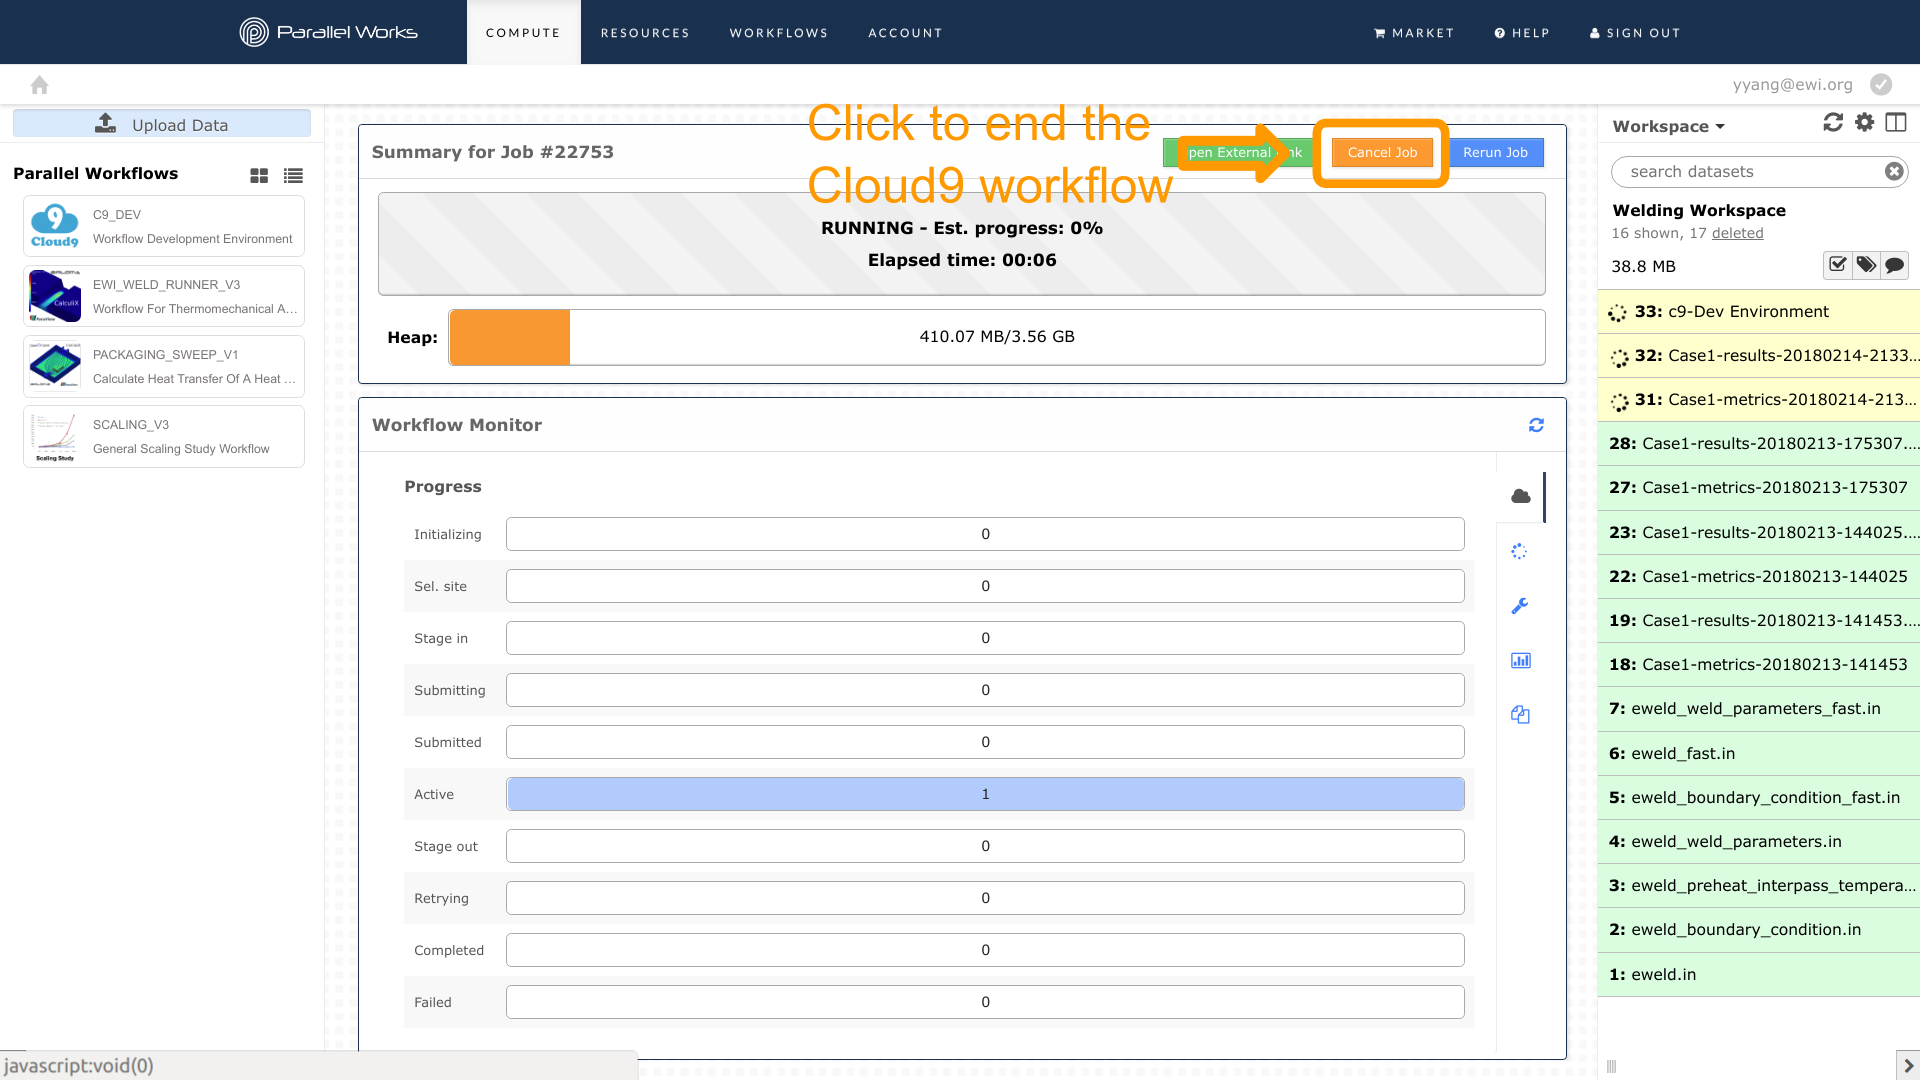 Parallel Works
COMPUTE
RESOURCES
WORKFLOWS
ACCOUNT
MARKET
HELP
SIGN OUT
yyang@ewi.org
Upload Data
Parallel Workflows
9
Cloud9
C9_DEV
Workflow Development Environment
EWI_WELD_RUNNER_V3
Workflow For Thermomechanical A...
PACKAGING_SWEEP_V1
Calculate Heat Transfer Of A Heat ...
Scaling Study
SCALING_V3
General Scaling Study Workflow
Click to end the
Cloud9 workflow
Summary for Job #22753
pen External
Cancel Job
Rerun Job
RUNNING - Est. progress: 0%
Elapsed time: 00:06
Heap:
410.07 MB/3.56 GB
Workflow Monitor
Progress
Initializing 0
Sel. site 0
Stage in 0
Submitting 0
Submitted 0
Active 1
Stage out 0
Retrying 0
Completed 0
Failed 0
Workspace
search datasets
Welding Workspace
16 shown, 17 deleted
38.8 MB
33: c9-Dev Environment
32: Case1-results-20180214-2133...
31: Case1-metrics-20180214-213...
28: Case1-results-20180213-175307....
27: Case1-metrics-20180213-175307
23: Case1-results-20180213-144025....
22: Case1-metrics-20180213-144025
19: Case1-results-20180213-141453....
18: Case1-metrics-20180213-141453
7: eweld_weld_parameters_fast.in
6: eweld_fast.in
5: eweld_boundary_condition_fast.in
4: eweld_weld_parameters.in
3: eweld_preheat_interpass_tempera...
2: eweld_boundary_condition.in
1: eweld.in
javascript:void(0)